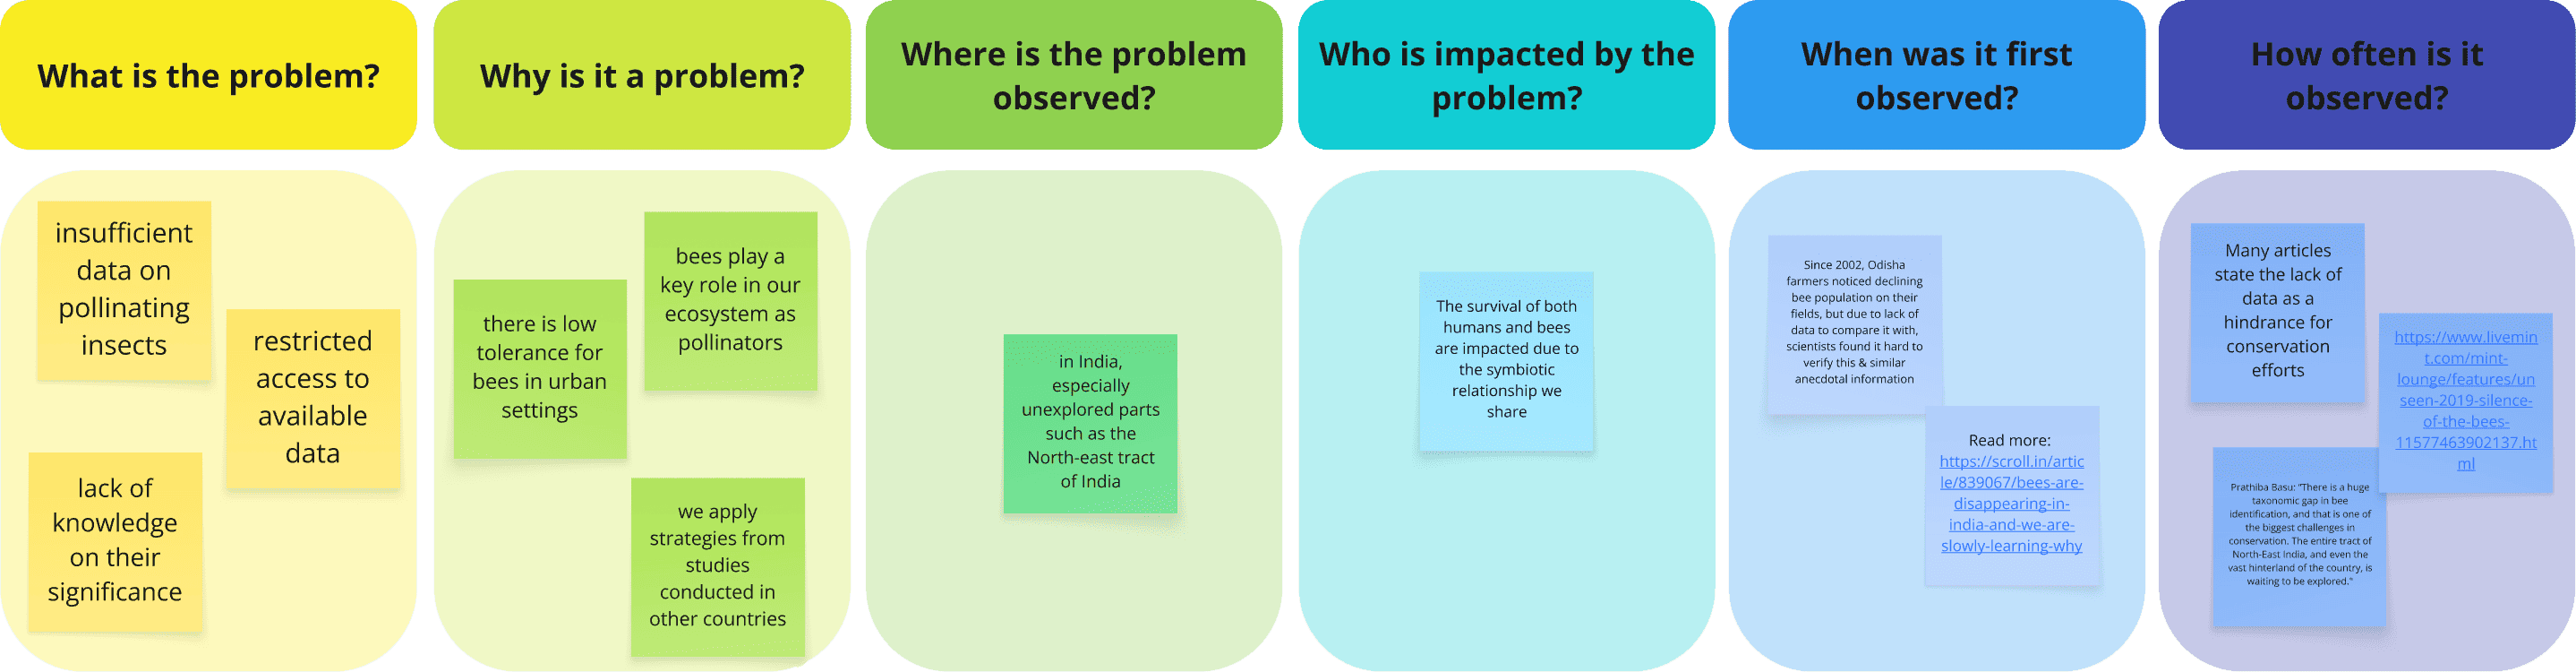 What is the problem?
Why is it a problem?
Where is the problem
observed?
Who is impacted by the
problem?
When was it first
observed?
How often is it
observed?
insufficient
data on
pollinating
insects
restricted
access to
available
data
lack of
knowledge
on their
significance
there is low
tolerance for
bees in urban
settings
bees play a
key role in our
ecosystem as
pollinators
we apply
strategies from
studies
conducted in
other countries
in India,
especially
unexplored parts
such as the
North-east tract
of India
The survival of both
humans and bees
are impacted due to
the symbiotic
relationship we
share
Since 2002, Odisha
farmers noticed declining
bee population on their
fields, but due to lack of
data to compare it with,
scientists found it hard to
verify this & similar
anecdotal information
Read more:
https://scroll.in/artic
le/839067/bees-are-
disappearing-in-
india-and-we-are-
slowly-learning-why
Many articles
state the lack of
data as a
hindrance for
conservation
efforts
https://www.livemin
t.com/mint-
lounge/features/un
seen-2019-silence-
of-the-bees-
11577463902137.ht
ml
Prathiba Basu: "There is a huge
taxonomic gap in bee
identification, and that is one of
the biggest challenges in
conservation. The entire tract of
North-East India, and even the
vast hinterland of the country, is
waiting to be explored."